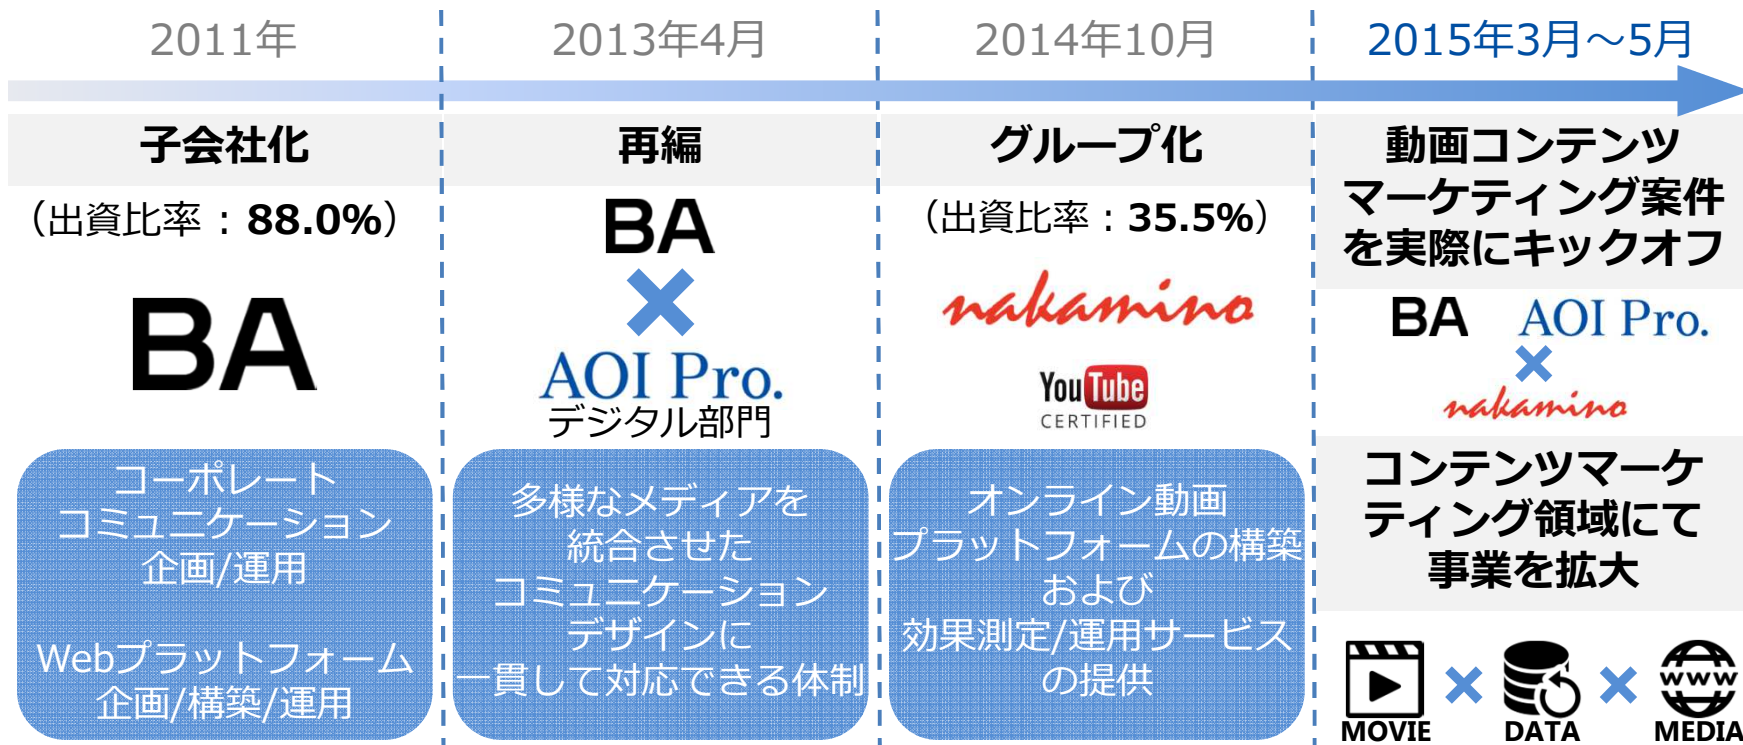 2011年
2013年4月
2014年10月
2015年3月～5月
子会社化
（出資比率：88.0%）
BA
コーポレート
コミュニケーション
企画/運用
Webプラットフォーム
企画/構築/運用
再編
BA
AOI Pro.
デジタル部門
多様なメディアを
統合させた
コミュニケーション
デザインに
一貫して対応できる体制
グループ化
（出資比率：35.5%）
nakamino
YouTube
CERTIFIED
オンライン動画
プラットフォームの構築
および
効果測定/運用サービス
の提供
動画コンテンツ
マーケティング案件
を実際にキックオフ
BA AOI Pro.
nakamino
コンテンツマーケ
ティング領域にて
事業を拡大
www
MOVIE DATA MEDIA